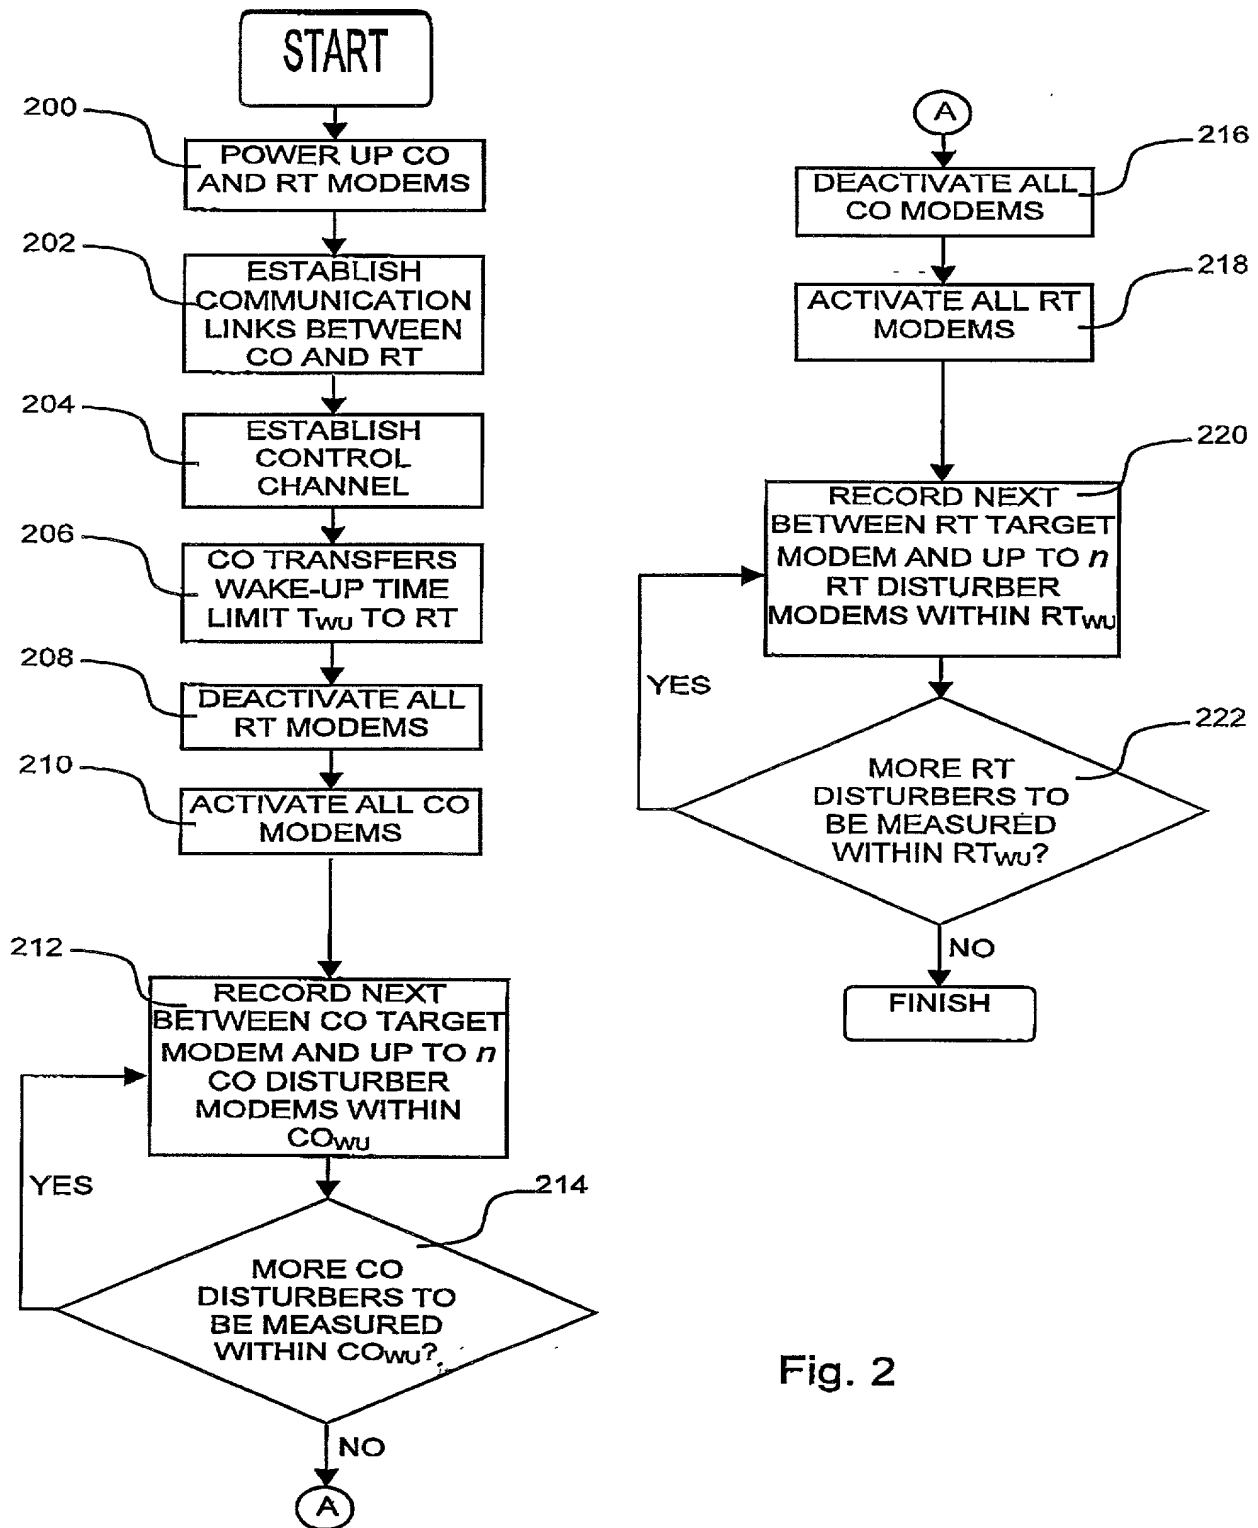 START
200
POWER UP CO
AND RT MODEMS
202
ESTABLISH
COMMUNICATION
LINKS BETWEEN
CO AND RT
204
ESTABLISH
CONTROL
CHANNEL
206
CO TRANSFERS
WAKE-UP TIME
LIMIT TWU TO RT
208
DEACTIVATE ALL
RT MODEMS
210
ACTIVATE ALL CO
MODEMS
212
RECORD NEXT
BETWEEN CO TARGET
MODEM AND UP TO n
CO DISTURBER
MODEMS WITHIN
COWU
YES
214
MORE CO
DISTURBERS TO
BE MEASURED
WITHIN COWU?
NO
A
A
216
DEACTIVATE ALL
CO MODEMS
218
ACTIVATE ALL RT
MODEMS
220
RECORD NEXT
BETWEEN RT TARGET
MODEM AND UP TO n
RT DISTURBER
MODEMS WITHIN RTWU
YES
222
MORE RT
DISTURBERS TO
BE MEASURED
WITHIN RTWU?
NO
FINISH
Fig. 2